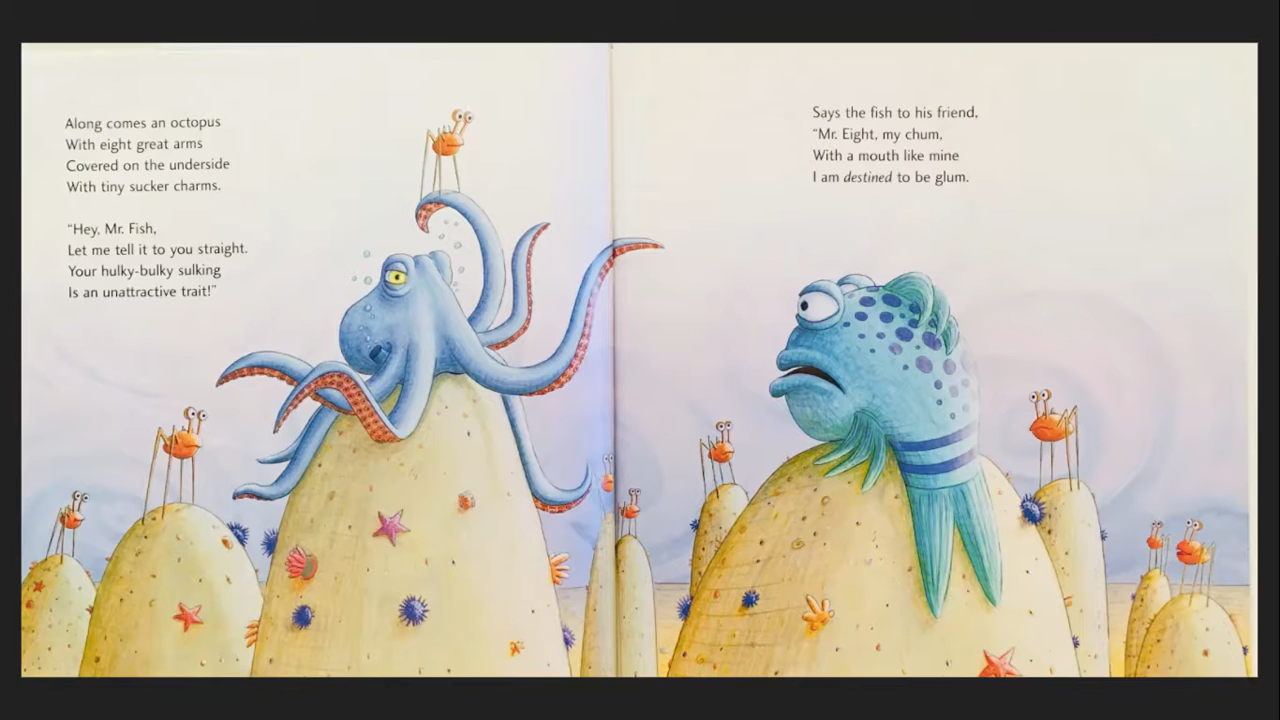 Along comes an octopus
With eight great arms
Covered on the underside
With tiny sucker charms.
“Hey, Mr. Fish,
Let me tell it to you straight.
Your hulky-bulky sulking
Is an unattractive trait!”
Says the fish to his friend,
“Mr. Eight, my chum,
With a mouth like mine
I am destined to be glum.